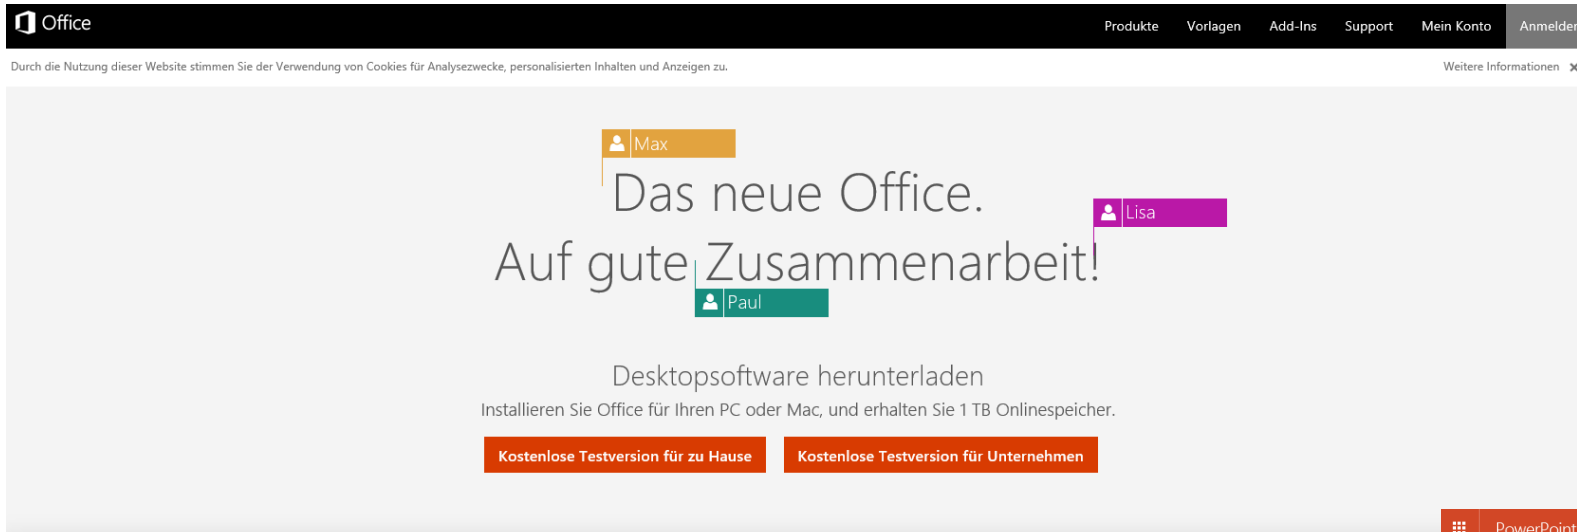 Office
Produkte Vorlagen Add-Ins Support Mein Konto Anmelden
Durch die Nutzung dieser Website stimmen Sie der Verwendung von Cookies für Analysezwecke, personalisierten Inhalten und Anzeigen zu.
Weitere Informationen
Max
Das neue Office.
Lisa
Auf gute Zusammenarbeit!
Paul
Desktopsoftware herunterladen
Installieren Sie Office für Ihren PC oder Mac, und erhalten Sie 1 TB Onlinespeicher.
Kostenlose Testversion für zu Hause
Kostenlose Testversion für Unternehmen
PowerPoint